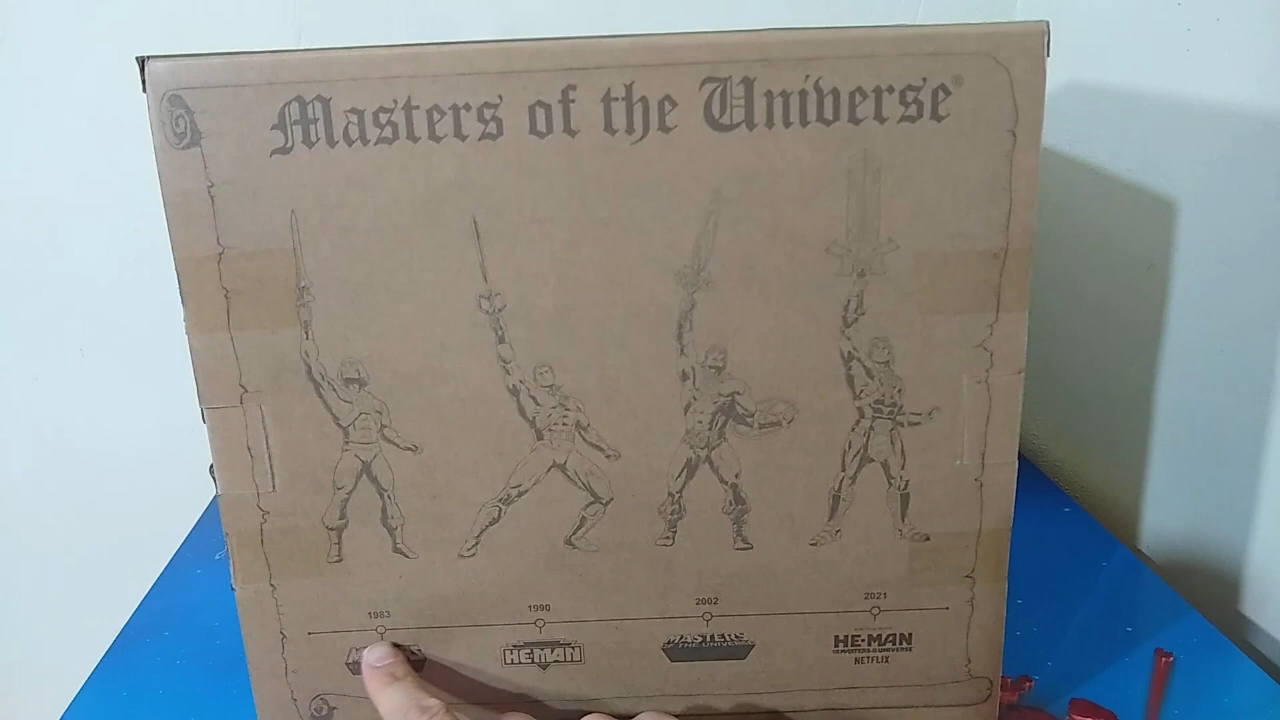 Masters of the Universe®
1983
1990
2002
2021
HE-MAN
MASTERS
OF THE UNIVERSE
HE-MAN
AND THE MASTERS OF THE UNIVERSE
NETFLIX